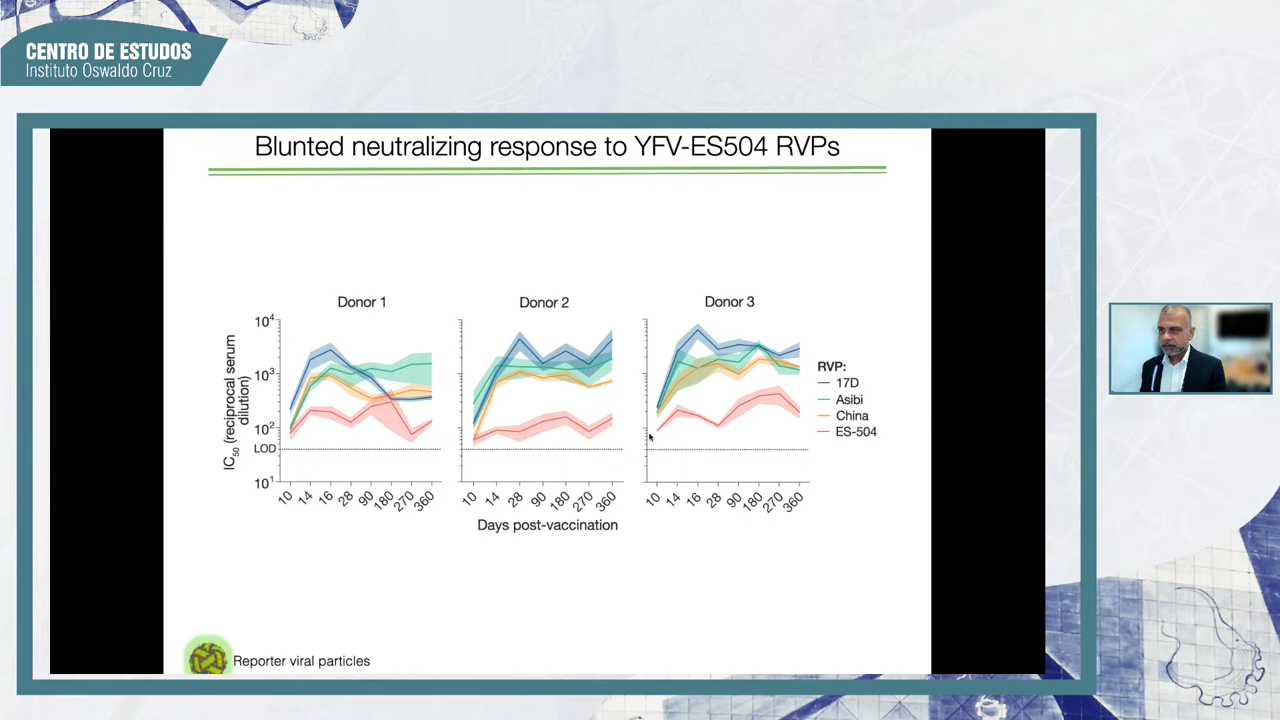 CENTRO DE ESTUDOS
Instituto Oswaldo Cruz
Blunted neutralizing response to YFV-ES504 RVPs
Donor 1
Donor 2
Donor 3
IC50 (reciprocal serum
dilution)
10⁴
10³
10²
LOD
10¹
10 14 16 28 90 180 270 360
10 14 28 90 180 270 360
10 14 16 28 90 180 270 360
Days post-vaccination
RVP:
17D
Asibi
China
ES-504
Reporter viral particles